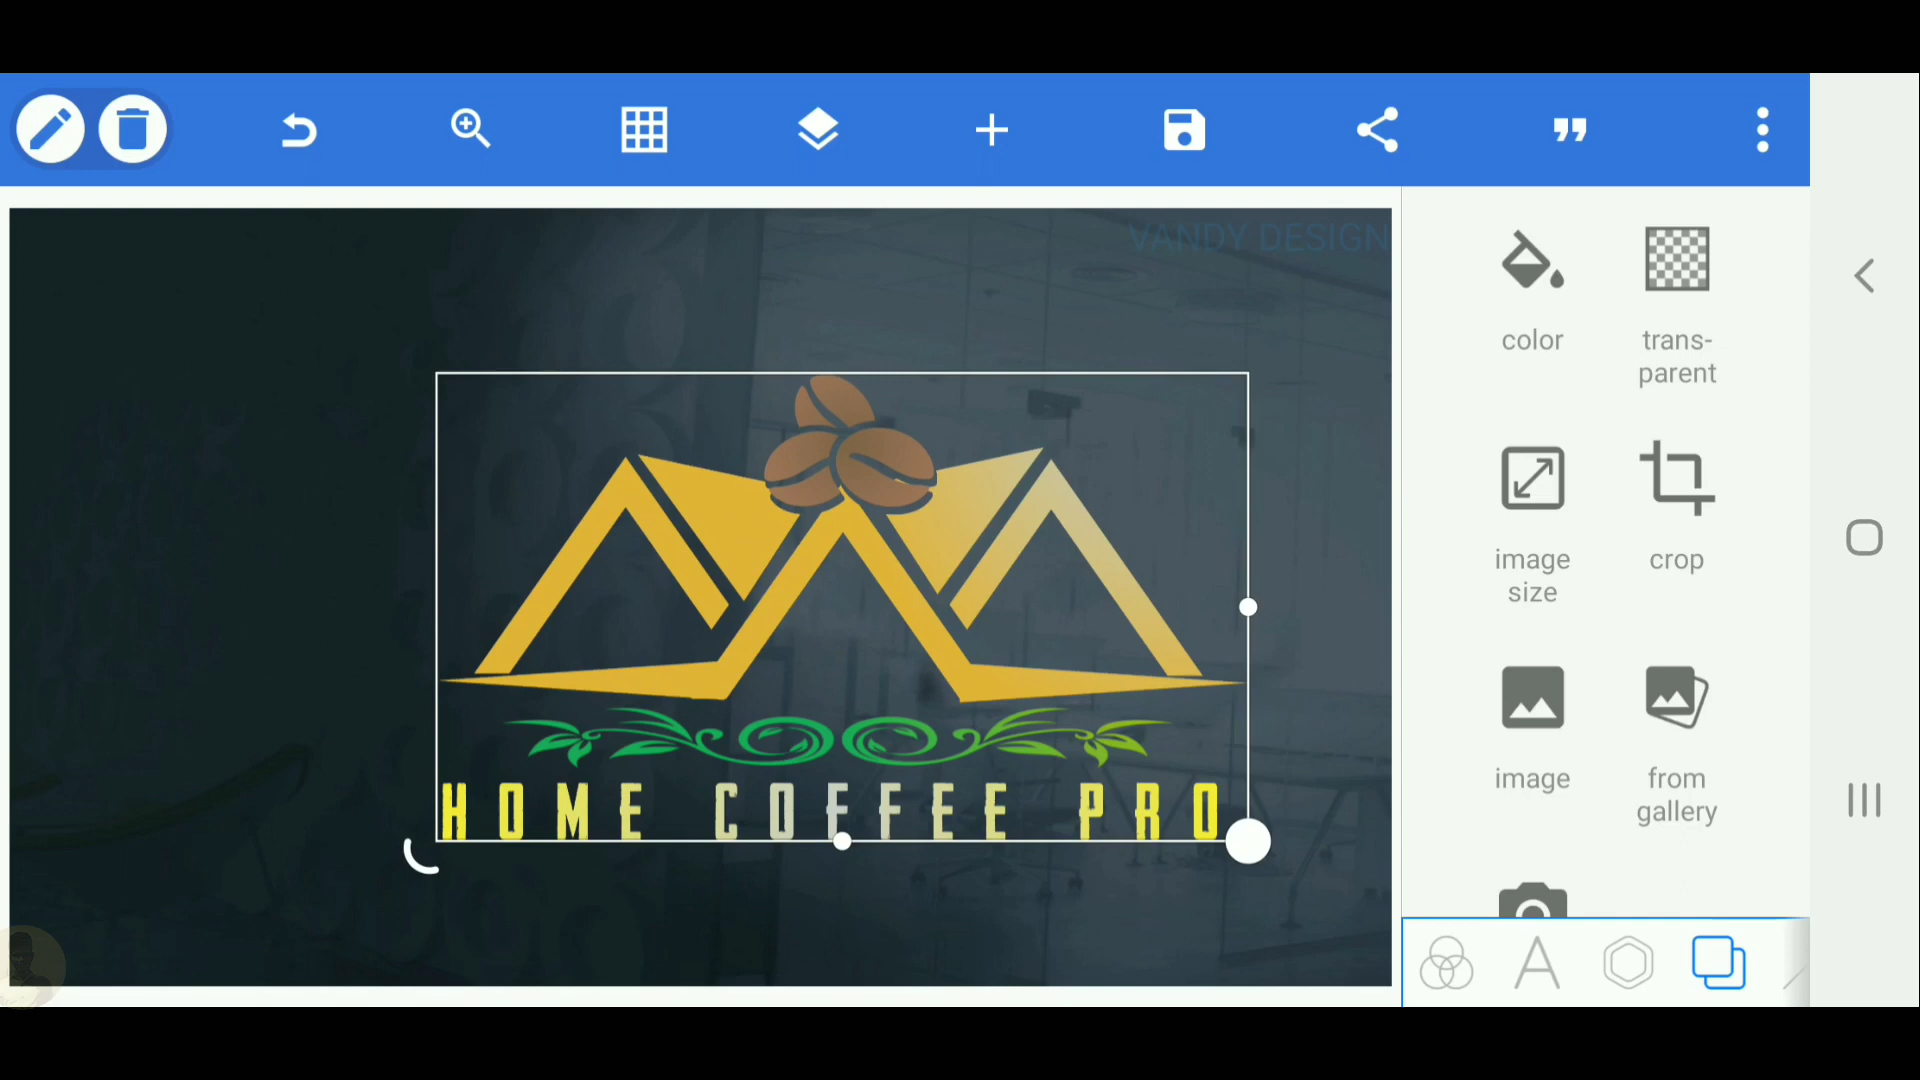 VANDY DESIGN
color
trans-
parent
image
size
crop
image
from
gallery
HOME COFFEE PRO